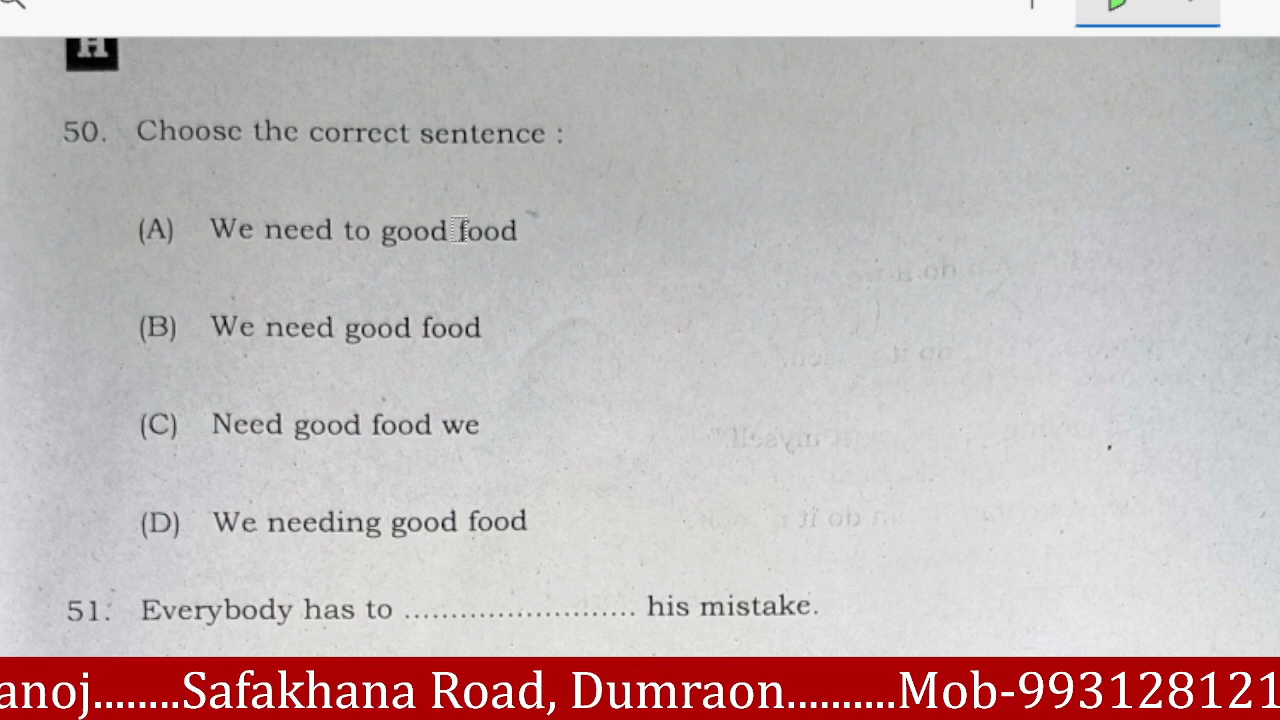 H
50. Choose the correct sentence :
(A) We need to good food
(B) We need good food
(C) Need good food we
(D) We needing good food
51. Everybody has to .......................... his mistake.
anoj........Safakhana Road, Dumraon..........Mob-993128121